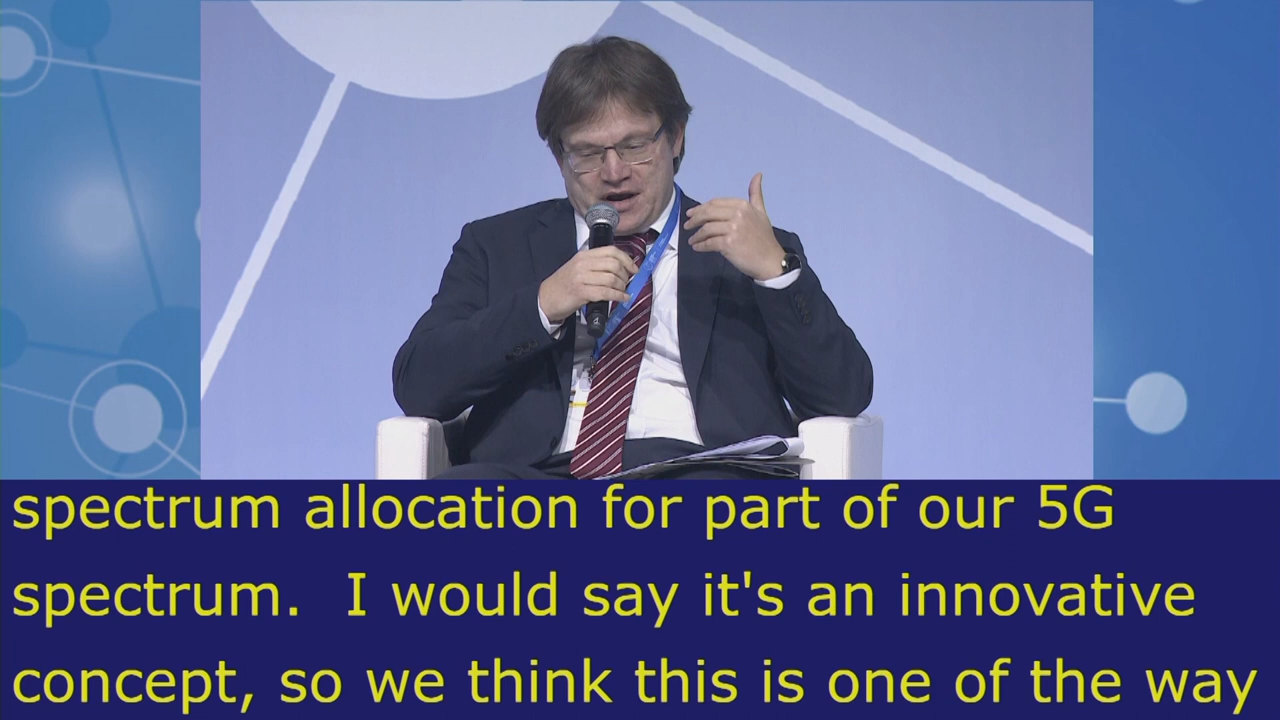 spectrum allocation for part of our 5G
spectrum.  I would say it's an innovative
concept, so we think this is one of the way